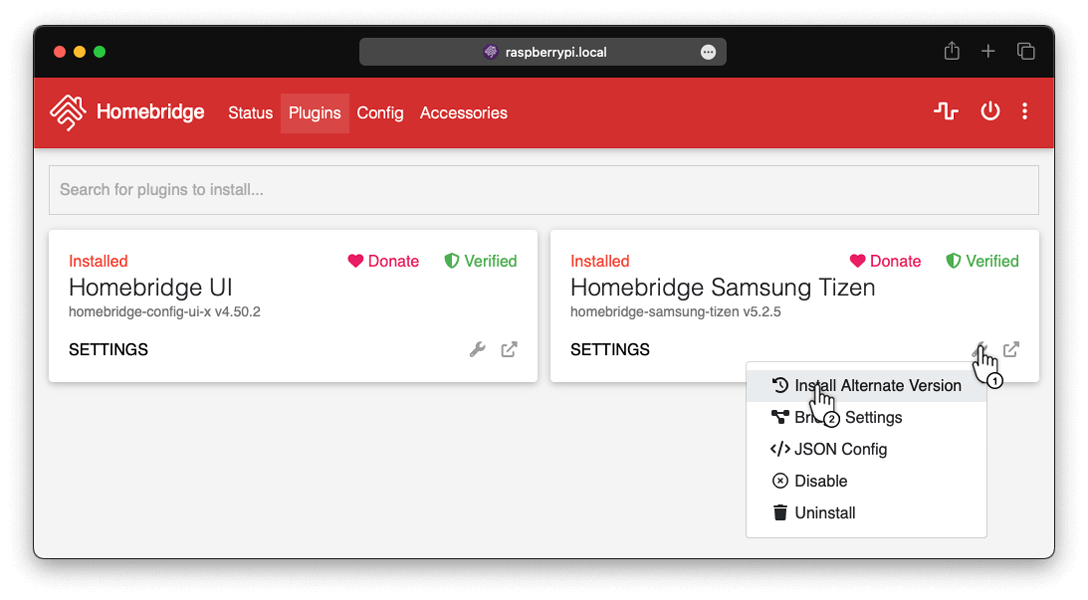 raspberrypi.local
Homebridge Status Plugins Config Accessories
Search for plugins to install...
Installed Donate Verified
Homebridge UI
homebridge-config-ui-x v4.50.2
SETTINGS
Installed Donate Verified
Homebridge Samsung Tizen
homebridge-samsung-tizen v5.2.5
SETTINGS
1
Install Alternate Version
2
Settings
JSON Config
Disable
Uninstall